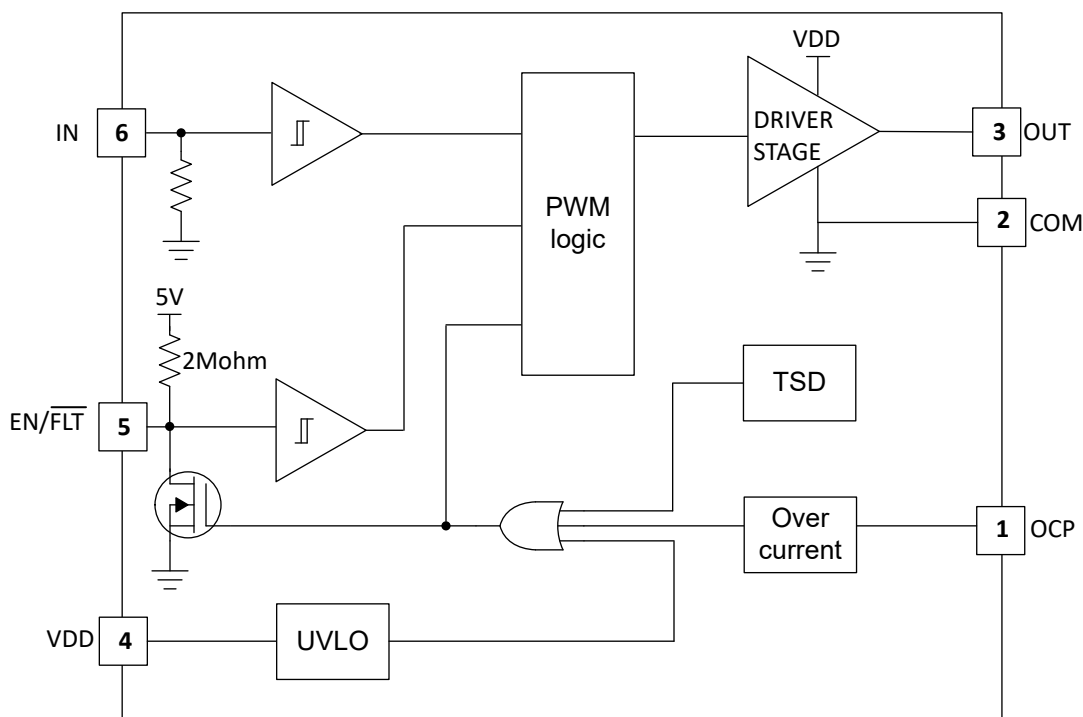 VDD
IN 6
DRIVER
STAGE
3 OUT
PWM
logic
2 COM
5V
2Mohm
TSD
EN/F̅L̅T̅ 5
Over
current
1 OCP
VDD 4
UVLO